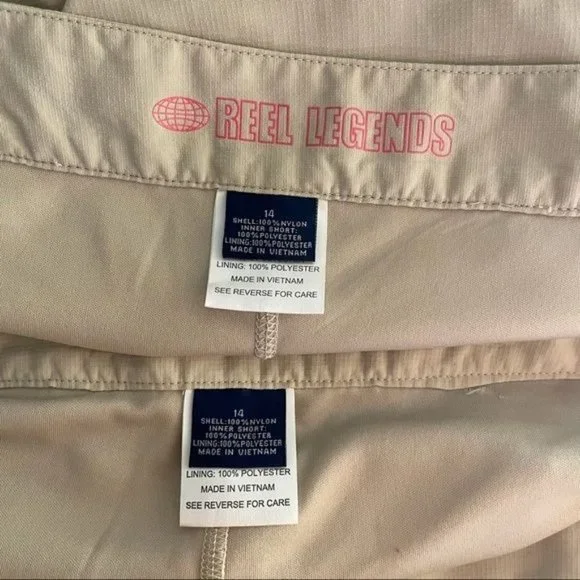 REEL LEGENDS
14
SHELL:100%NYLON
INNER SHORT:
100%POLYESTER
LINING:100%POLYESTER
MADE IN VIETNAM
LINING: 100% POLYESTER
MADE IN VIETNAM
SEE REVERSE FOR CARE
14
SHELL:100%NYLON
INNER SHORT:
100%POLYESTER
LINING:100%POLYESTER
MADE IN VIETNAM
LINING: 100% POLYESTER
MADE IN VIETNAM
SEE REVERSE FOR CARE